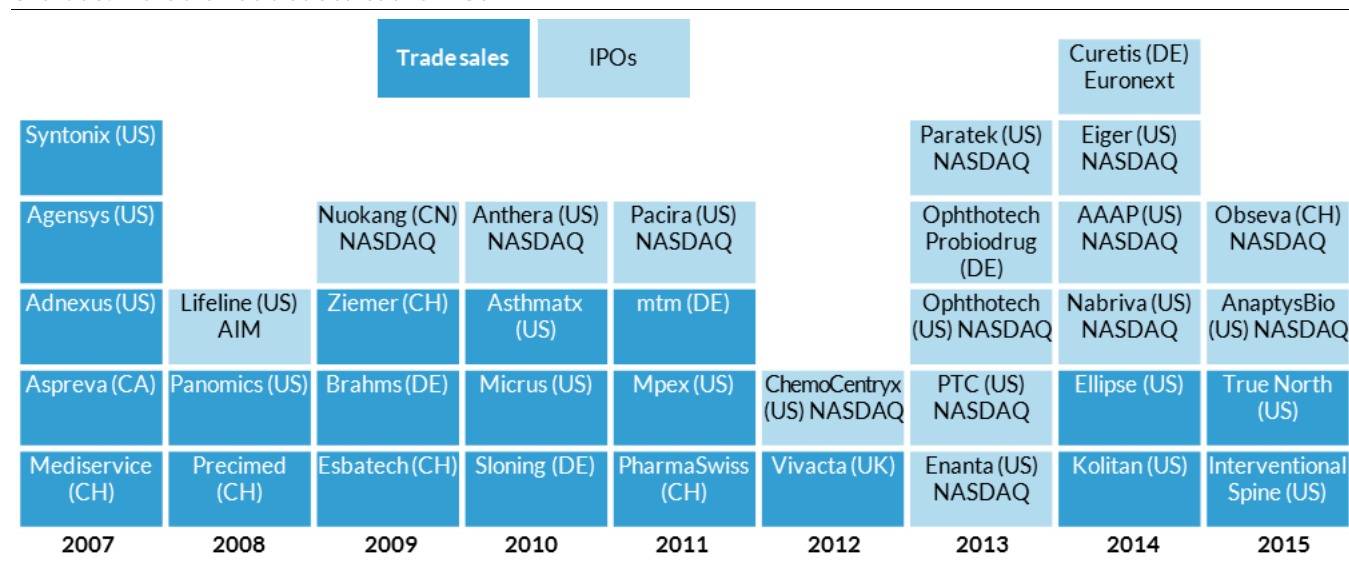 Trade sales
IPOs
Curetis (DE)
Euronext
Syntonix (US)
Paratek (US)
NASDAQ
Eiger (US)
NASDAQ
Agensys (US)
Nuokang (CN)
NASDAQ
Anthera (US)
NASDAQ
Pacira (US)
NASDAQ
Ophthotech
Probiodrug
(DE)
AAAP (US)
NASDAQ
Obseva (CH)
NASDAQ
Adnexus (US)
Lifeline (US)
AIM
Ziemer (CH)
Asthmatx
(US)
mtm (DE)
Ophthotech
(US) NASDAQ
Nabriva (US)
NASDAQ
AnaptysBio
(US) NASDAQ
Aspreva (CA)
Panomics (US)
Brahms (DE)
Micrus (US)
Mpex (US)
ChemoCentryx
(US) NASDAQ
PTC (US)
NASDAQ
Ellipse (US)
True North
(US)
Mediservice
(CH)
Precimed
(CH)
Esbatech (CH)
Sloning (DE)
PharmaSwiss
(CH)
Vivacta (UK)
Enanta (US)
NASDAQ
Kolitan (US)
Interventional
Spine (US)
2007
2008
2009
2010
2011
2012
2013
2014
2015